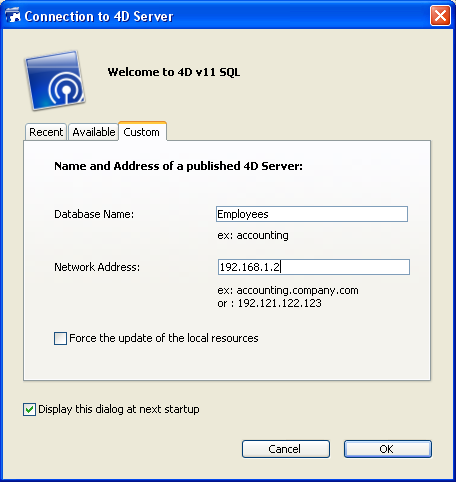 Connection to 4D Server
Welcome to 4D v11 SQL
Recent Available Custom
Name and Address of a published 4D Server:
Database Name: Employees
ex: accounting
Network Address: 192.168.1.2
ex: accounting.company.com
or : 192.121.122.123
Force the update of the local resources
Display this dialog at next startup
Cancel OK